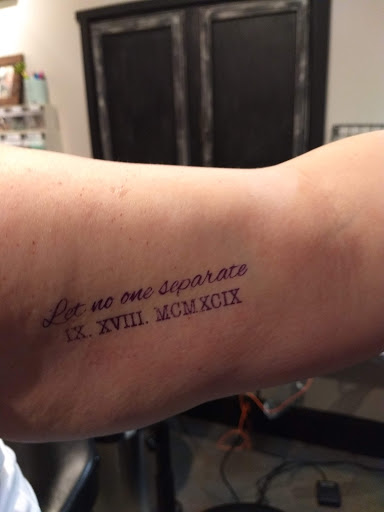 Let no one separate
IX. XVIII. MCMXCIX